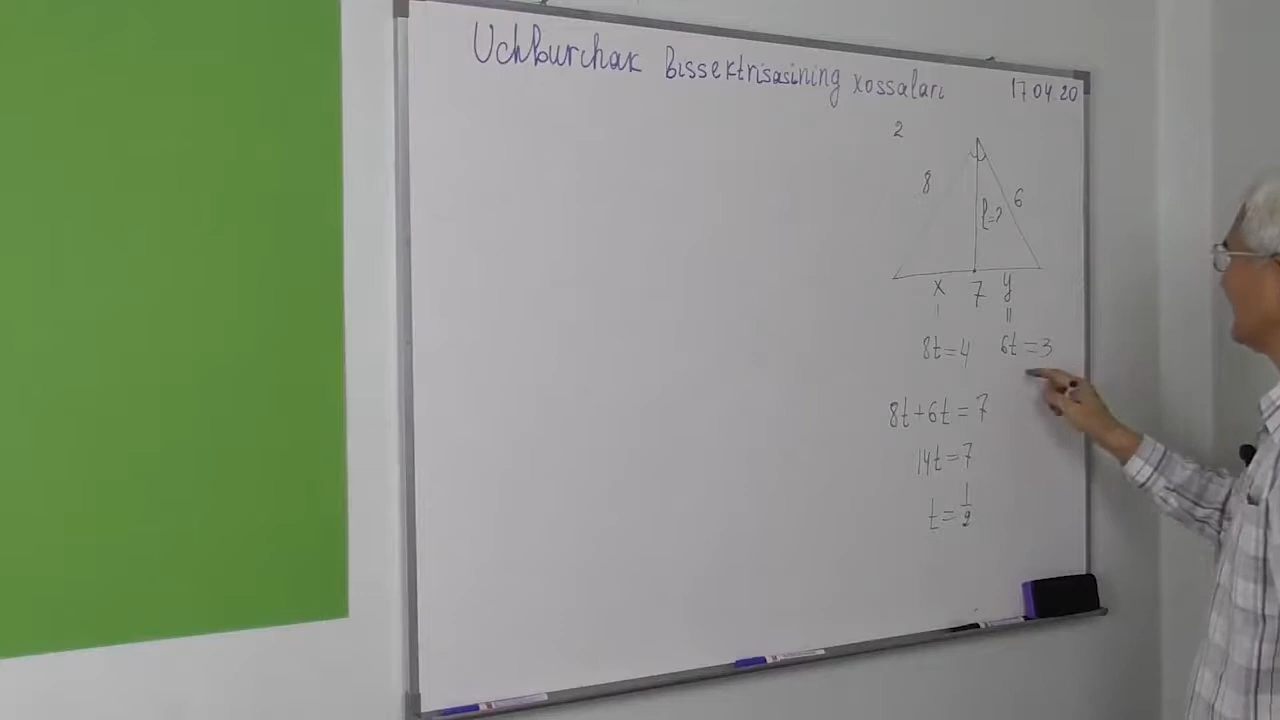 Uchburchak Bissektrisasining xossalari 17 04 20
2
8 6
l=?
x 7 y
8t=4 6t=3
8t+6t=7
14t=7
t=1/2